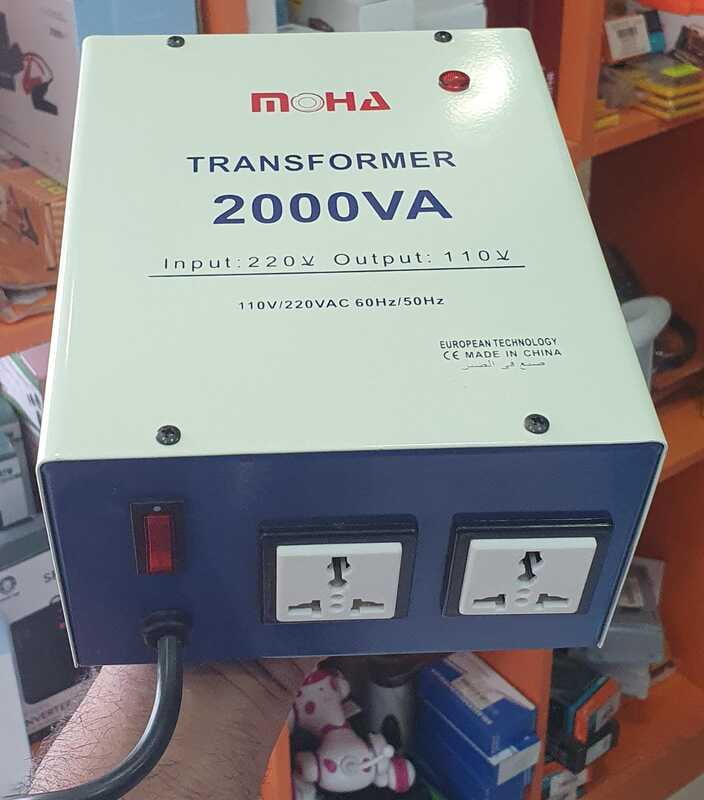 MOHA
TRANSFORMER
2000VA
Input:220V Output: 110V
110V/220VAC 60Hz/50Hz
EUROPEAN TECHNOLOGY
CE MADE IN CHINA
صنع في الصين